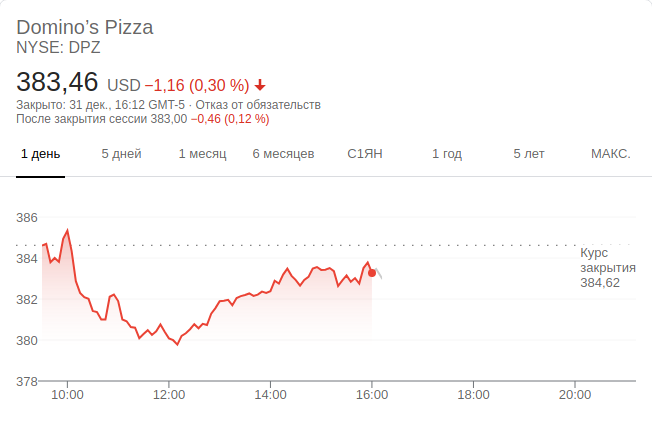 Domino’s Pizza
NYSE: DPZ
383,46 USD −1,16 (0,30 %)
Закрыто: 31 дек., 16:12 GMT-5 · Отказ от обязательств
После закрытия сессии 383,00 −0,46 (0,12 %)
1 день 5 дней 1 месяц 6 месяцев С1ЯН 1 год 5 лет МАКС.
386
384
382
380
378
Курс
закрытия
384,62
10:00 12:00 14:00 16:00 18:00 20:00